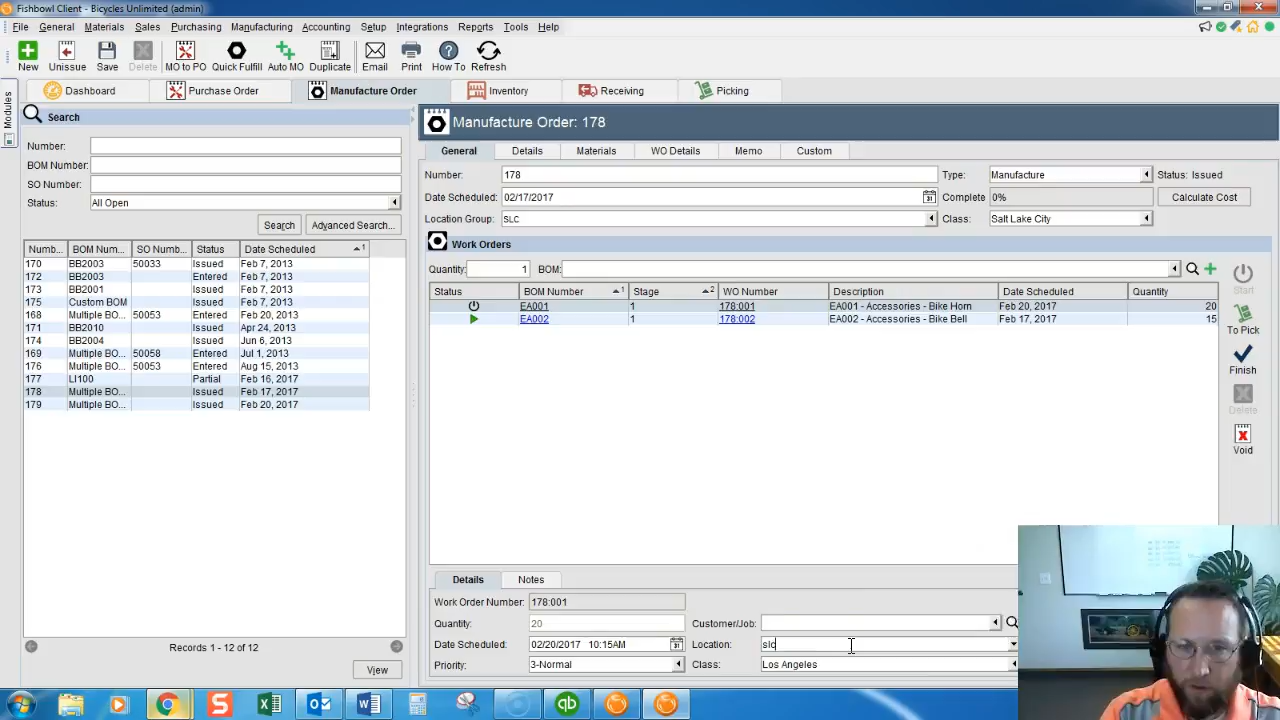 Fishbowl Client - Bicycles Unlimited (admin)
File General Materials Sales Purchasing Manufacturing Accounting Setup Integrations Reports Tools Help
New Unissue Save Delete MO to PO Quick Fulfill Auto MO Duplicate Email Print How To Refresh
Modules
Dashboard Purchase Order Manufacture Order Inventory Receiving Picking
Search
Number:
BOM Number:
SO Number:
Status: All Open
Search Advanced Search...
Numb... BOM Num... SO Numb... Status Date Scheduled 1
170 BB2003 50033 Issued Feb 7, 2013
172 BB2003 Entered Feb 7, 2013
173 BB2001 Issued Feb 7, 2013
175 Custom BOM Issued Feb 7, 2013
168 Multiple BO... 50053 Entered Feb 20, 2013
171 BB2010 Issued Apr 24, 2013
174 BB2004 Issued Jun 6, 2013
169 Multiple BO... 50058 Entered Jul 1, 2013
176 Multiple BO... 50053 Entered Aug 15, 2013
177 LI100 Partial Feb 16, 2017
178 Multiple BO... Issued Feb 17, 2017
179 Multiple BO... Issued Feb 20, 2017
Records 1 - 12 of 12
View
Manufacture Order: 178
General Details Materials WO Details Memo Custom
Number: 178 Type: Manufacture Status: Issued
Date Scheduled: 02/17/2017 Complete 0% Calculate Cost
Location Group: SLC Class: Salt Lake City
Work Orders
Quantity: 1 BOM:
Status BOM Number 1 Stage 2 WO Number Description Date Scheduled Quantity
EA001 1 178:001 EA001 - Accessories - Bike Horn Feb 20, 2017 20
EA002 1 178:002 EA002 - Accessories - Bike Bell Feb 17, 2017 15
Start
To Pick
Finish
Delete
Void
Details Notes
Work Order Number: 178:001
Quantity: 20 Customer/Job:
Date Scheduled: 02/20/2017 10:15AM Location: slc
Priority: 3-Normal Class: Los Angeles